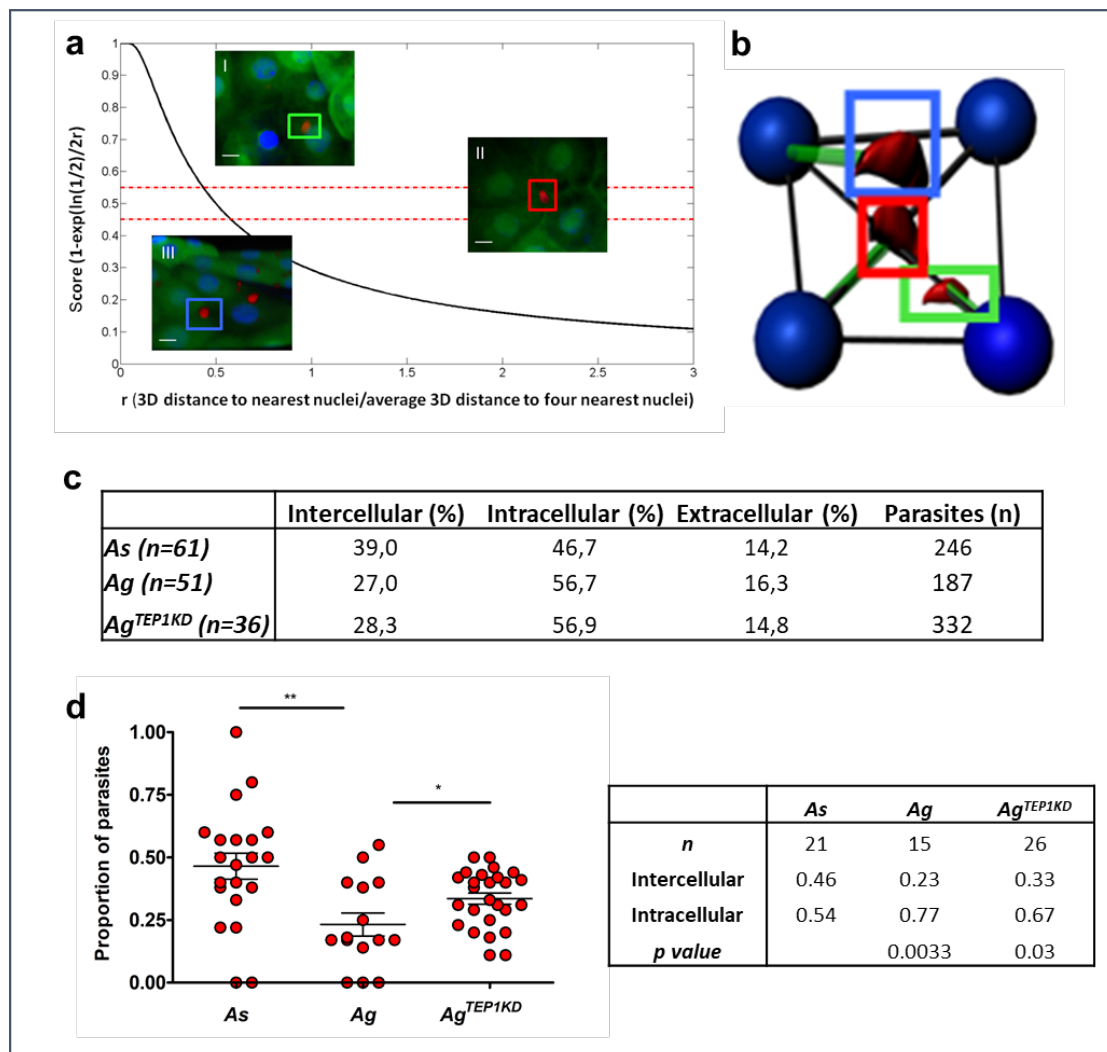 a
b
1
0.9
0.8
0.7
0.6
0.5
0.4
0.3
0.2
0.1
0
Score (1-exp(ln(1/2)/2r)
I
II
III
0 0.5 1 1.5 2 2.5 3
r (3D distance to nearest nuclei/average 3D distance to four nearest nuclei)
c
Intercellular (%) Intracellular (%) Extracellular (%) Parasites (n)
As (n=61) 39,0 46,7 14,2 246
Ag (n=51) 27,0 56,7 16,3 187
Ag^TEP1KD (n=36) 28,3 56,9 14,8 332
d
** 
*
1.00
0.75
0.50
0.25
0.00
Proportion of parasites
As Ag Ag^TEP1KD
As Ag Ag^TEP1KD
n 21 15 26
Intercellular 0.46 0.23 0.33
Intracellular 0.54 0.77 0.67
p value 0.0033 0.03